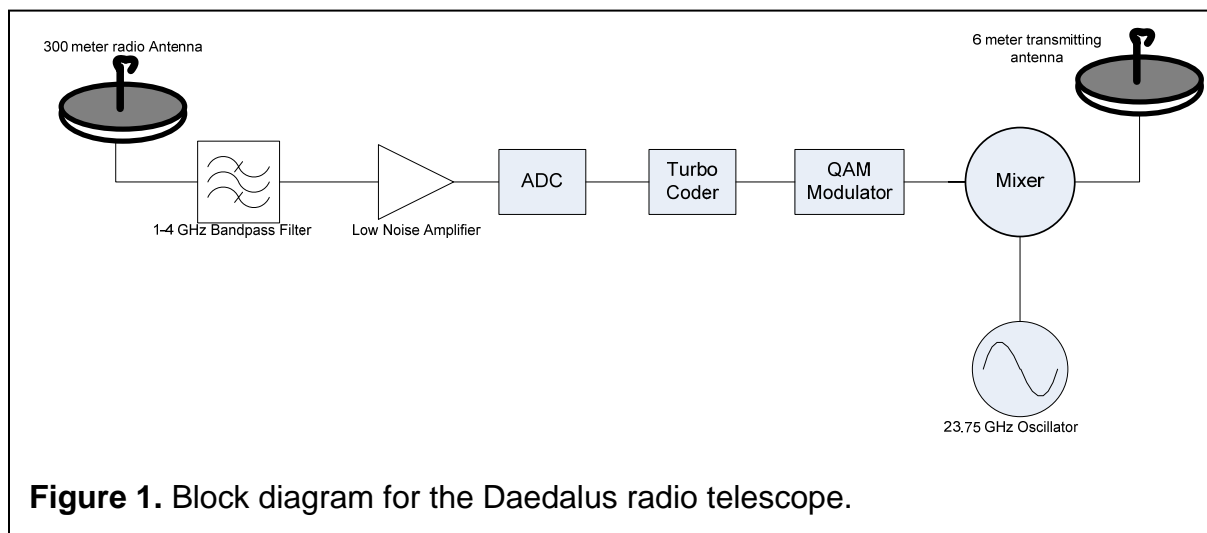 300 meter radio Antenna
6 meter transmitting
antenna
ADC
Turbo
Coder
QAM
Modulator
Mixer
1-4 GHz Bandpass Filter
Low Noise Amplifier
23.75 GHz Oscillator
Figure 1. Block diagram for the Daedalus radio telescope.